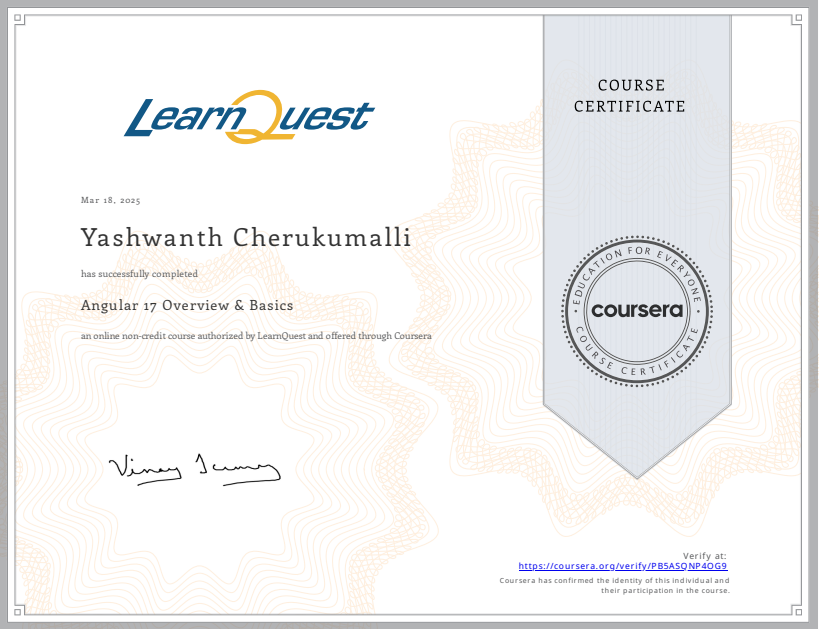 LearnQuest
COURSE
CERTIFICATE
Mar 18, 2025
Yashwanth Cherukumalli
has successfully completed
Angular 17 Overview & Basics
an online non-credit course authorized by LearnQuest and offered through Coursera
EDUCATION FOR EVERYONE
coursera
COURSE CERTIFICATE
Verify at:
https://coursera.org/verify/PB5ASQNP4OG9
Coursera has confirmed the identity of this individual and
their participation in the course.